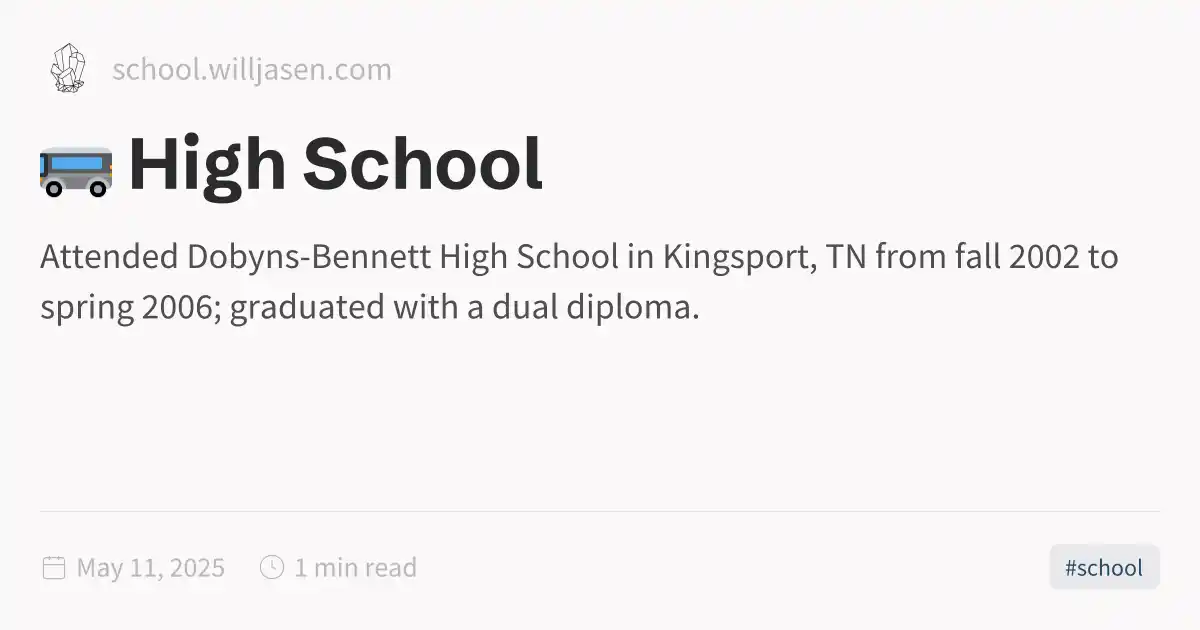 school.willjasen.com
🚌 High School
Attended Dobyns-Bennett High School in Kingsport, TN from fall 2002 to
spring 2006; graduated with a dual diploma.
May 11, 2025 1 min read #school